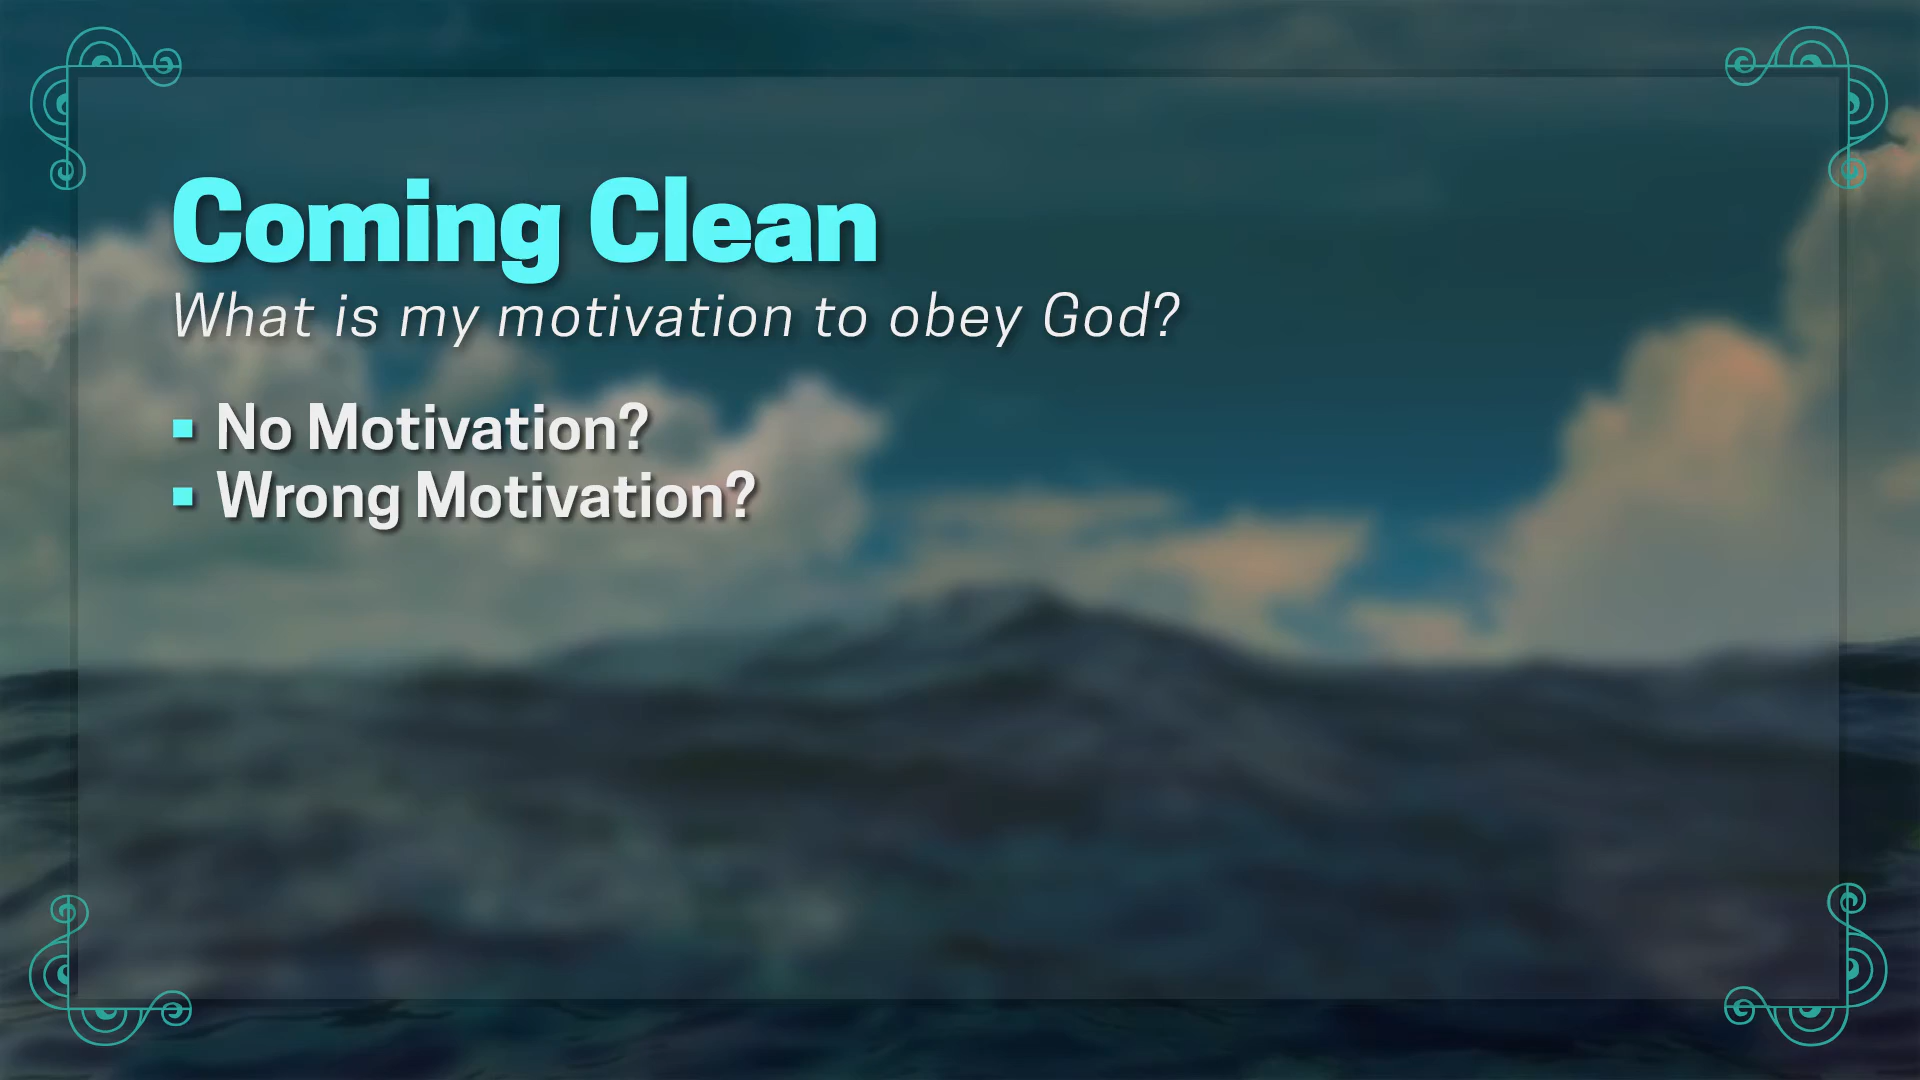 Coming Clean
What is my motivation to obey God?
▪ No Motivation?
▪ Wrong Motivation?